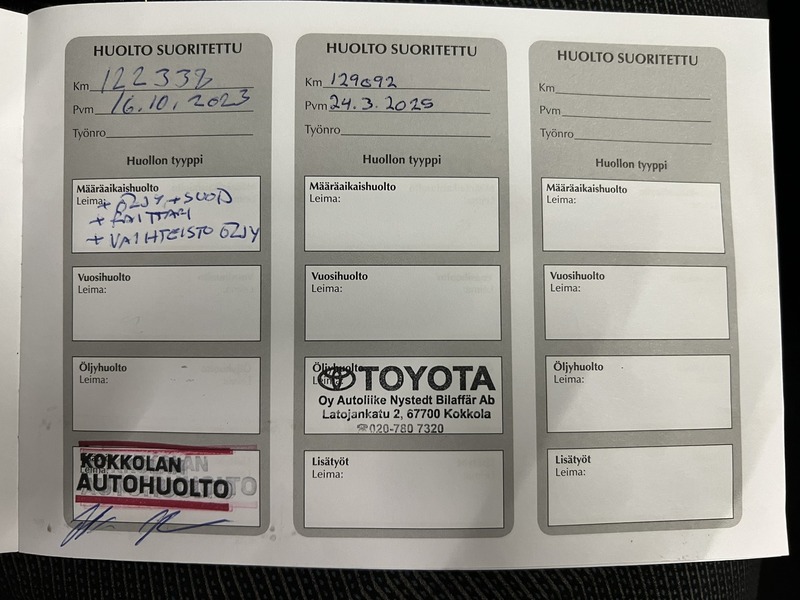 HUOLTO SUORITETTU
Km 122338
Pvm 16.10.2023
Työnro
Huollon tyyppi
Määräaikaishuolto
Leima: + ÖLJY +SUOD
+ RAITTARI
+ VAIHTEISTO ÖLJY
Vuosihuolto
Leima:
Öljyhuolto
Leima:
KOKKOLAN
AUTOHUOLTO
HUOLTO SUORITETTU
Km 129092
Pvm 24.3.2025
Työnro
Huollon tyyppi
Määräaikaishuolto
Leima:
Vuosihuolto
Leima:
Öljyhuolto
Leima:
TOYOTA
Oy Autoliike Nystedt Bilaffär Ab
Latojankatu 2, 67700 Kokkola
☎020-780 7320
Lisätyöt
Leima:
HUOLTO SUORITETTU
Km
Pvm
Työnro
Huollon tyyppi
Määräaikaishuolto
Leima:
Vuosihuolto
Leima:
Öljyhuolto
Leima:
Lisätyöt
Leima: